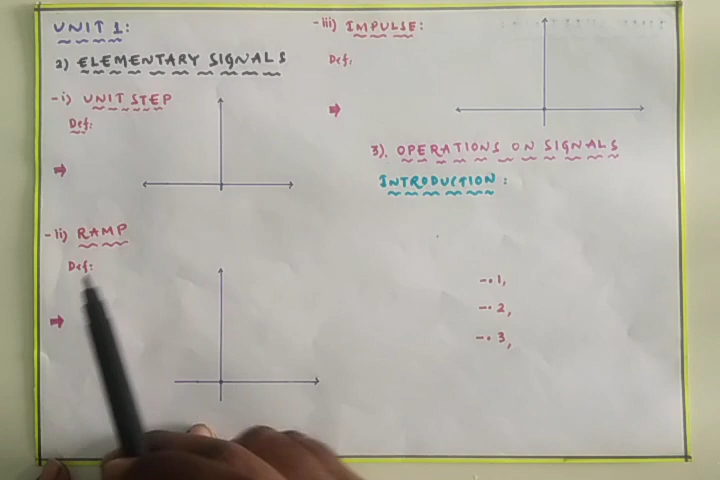 UNIT 1:
2) ELEMENTARY SIGNALS
-i) UNIT STEP
Def:
-ii) RAMP
Def:
-iii) IMPULSE:
Def:
3). OPERATIONS ON SIGNALS
INTRODUCTION:
-. 1,
-. 2,
-. 3,